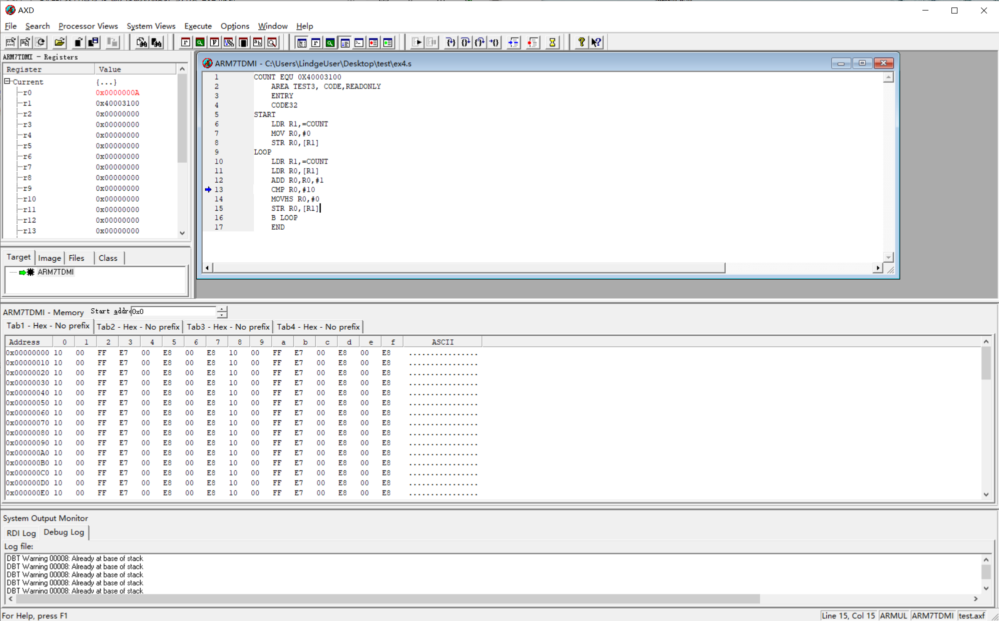 AXD
File Search Processor Views System Views Execute Options Window Help
ARM7TDMI - Registers
Register Value
Current {...}
r0 0x0000000A
r1 0x40003100
r2 0x00000000
r3 0x00000000
r4 0x00000000
r5 0x00000000
r6 0x00000000
r7 0x00000000
r8 0x00000000
r9 0x00000000
r10 0x00000000
r11 0x00000000
r12 0x00000000
r13 0x00000000
Target Image Files Class
ARM7TDMI
ARM7TDMI - C:\Users\LindgeUser\Desktop\test\ex4.s
1 COUNT EQU 0X40003100
2 AREA TEST3, CODE,READONLY
3 ENTRY
4 CODE32
5 START
6 LDR R1,=COUNT
7 MOV R0,#0
8 STR R0,[R1]
9 LOOP
10 LDR R1,=COUNT
11 LDR R0,[R1]
12 ADD R0,R0,#1
13 CMP R0,#10
14 MOVHS R0,#0
15 STR R0,[R1]
16 B LOOP
17 END
ARM7TDMI - Memory Start addre 0x0
Tab1 - Hex - No prefix Tab2 - Hex - No prefix Tab3 - Hex - No prefix Tab4 - Hex - No prefix
Address 0 1 2 3 4 5 6 7 8 9 a b c d e f ASCII
0x00000000 10 00 FF E7 00 E8 00 E8 10 00 FF E7 00 E8 00 E8 ................
0x00000010 10 00 FF E7 00 E8 00 E8 10 00 FF E7 00 E8 00 E8 ................
0x00000020 10 00 FF E7 00 E8 00 E8 10 00 FF E7 00 E8 00 E8 ................
0x00000030 10 00 FF E7 00 E8 00 E8 10 00 FF E7 00 E8 00 E8 ................
0x00000040 10 00 FF E7 00 E8 00 E8 10 00 FF E7 00 E8 00 E8 ................
0x00000050 10 00 FF E7 00 E8 00 E8 10 00 FF E7 00 E8 00 E8 ................
0x00000060 10 00 FF E7 00 E8 00 E8 10 00 FF E7 00 E8 00 E8 ................
0x00000070 10 00 FF E7 00 E8 00 E8 10 00 FF E7 00 E8 00 E8 ................
0x00000080 10 00 FF E7 00 E8 00 E8 10 00 FF E7 00 E8 00 E8 ................
0x00000090 10 00 FF E7 00 E8 00 E8 10 00 FF E7 00 E8 00 E8 ................
0x000000A0 10 00 FF E7 00 E8 00 E8 10 00 FF E7 00 E8 00 E8 ................
0x000000B0 10 00 FF E7 00 E8 00 E8 10 00 FF E7 00 E8 00 E8 ................
0x000000C0 10 00 FF E7 00 E8 00 E8 10 00 FF E7 00 E8 00 E8 ................
0x000000D0 10 00 FF E7 00 E8 00 E8 10 00 FF E7 00 E8 00 E8 ................
0x000000E0 10 00 FF E7 00 E8 00 E8 10 00 FF E7 00 E8 00 E8 ................
System Output Monitor
RDI Log Debug Log
Log file:
DBT Warning 00008: Already at base of stack
DBT Warning 00008: Already at base of stack
DBT Warning 00008: Already at base of stack
DBT Warning 00008: Already at base of stack
DBT Warning 00008: Already at base of stack
For Help, press F1 Line 15, Col 15 ARMUL ARM7TDMI test.axf